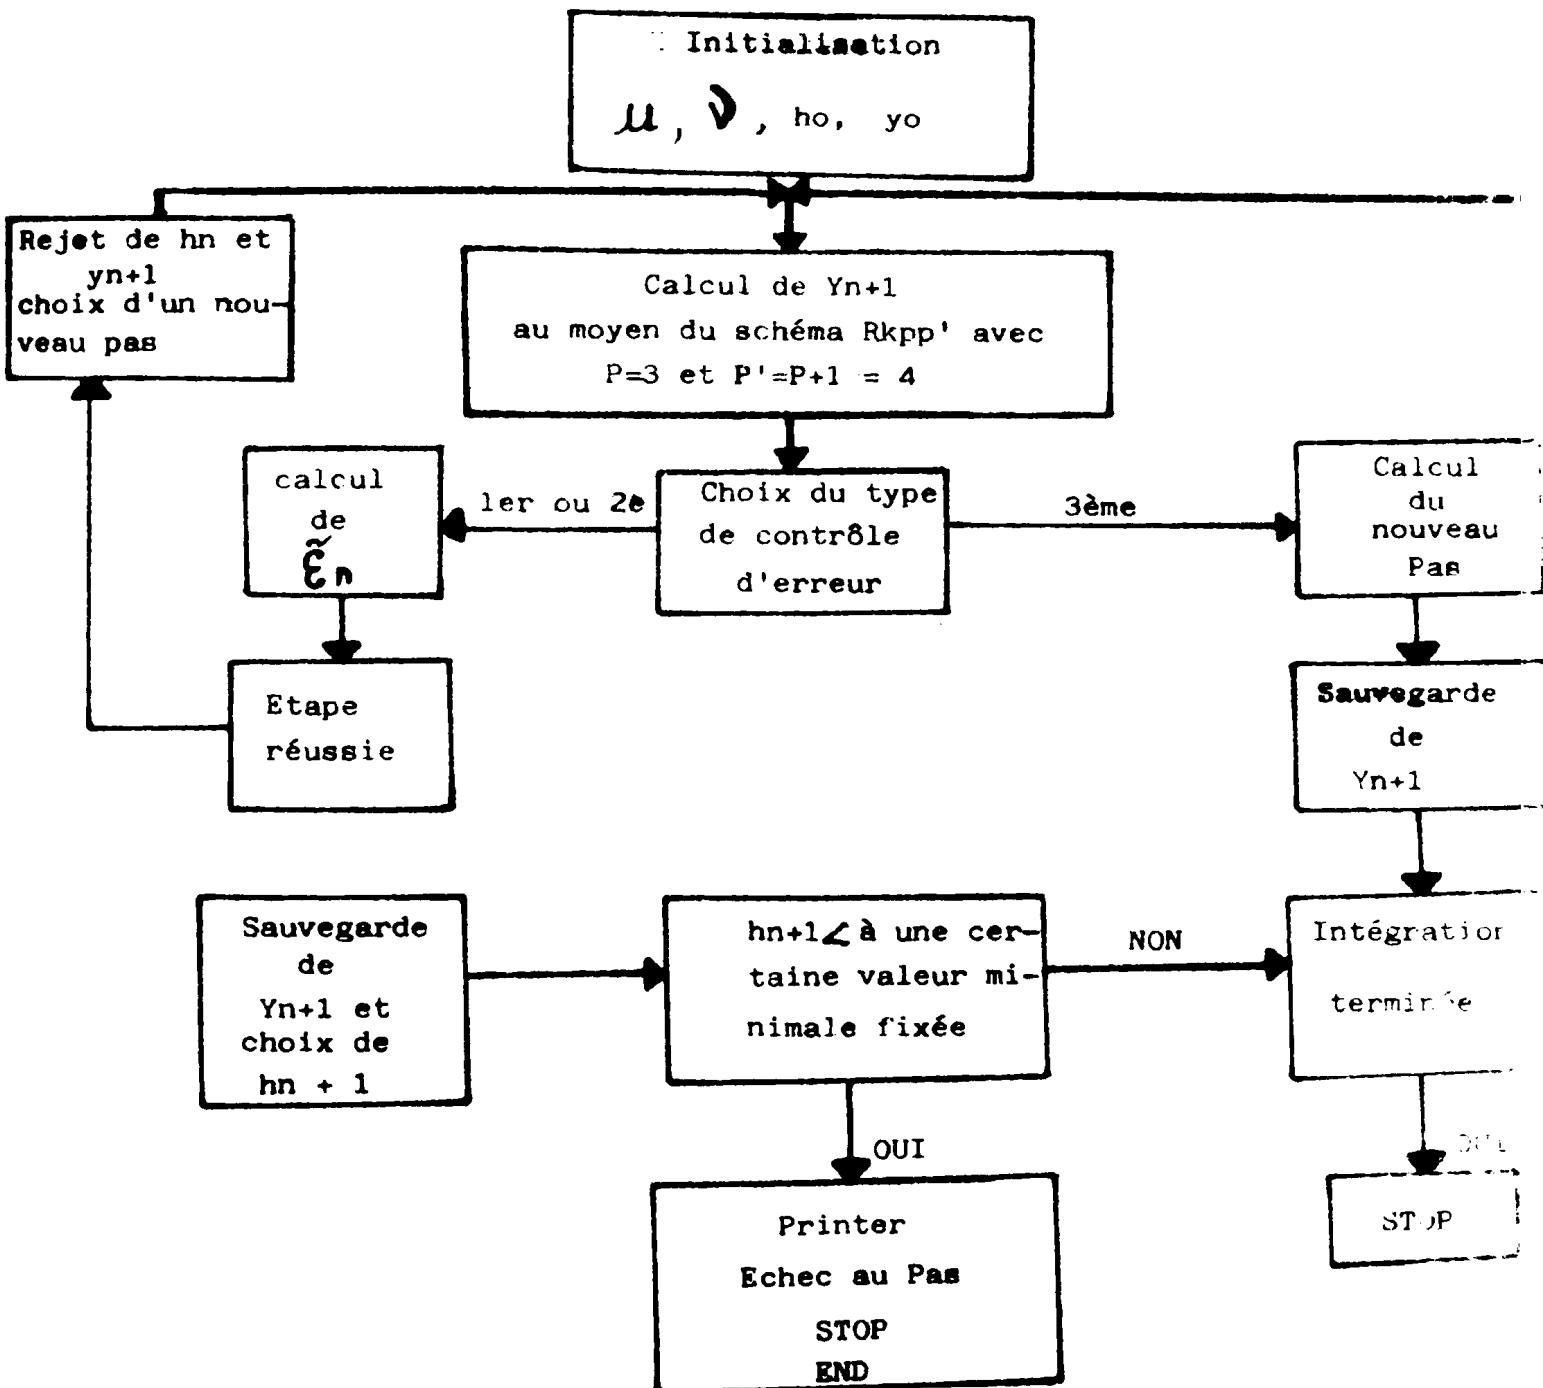 Initialisation
μ, ν, ho, yo
Rejet de hn et
yn+1
choix d'un nou-
veau pas
Calcul de Yn+1
au moyen du schéma Rkpp' avec
P=3 et P'=P+1 = 4
calcul
de
ε̃n
1er ou 2e
Choix du type
de contrôle
d'erreur
3ème
Calcul
du
nouveau
Pas
Etape
réussie
Sauvegarde
de
Yn+1
Sauvegarde
de
Yn+1 et
choix de
hn + 1
hn+1< à une cer-
taine valeur mi-
nimale fixée
NON
Intégration
terminée
OUI
OUI
Printer
Echec au Pas
STOP
END
STOP